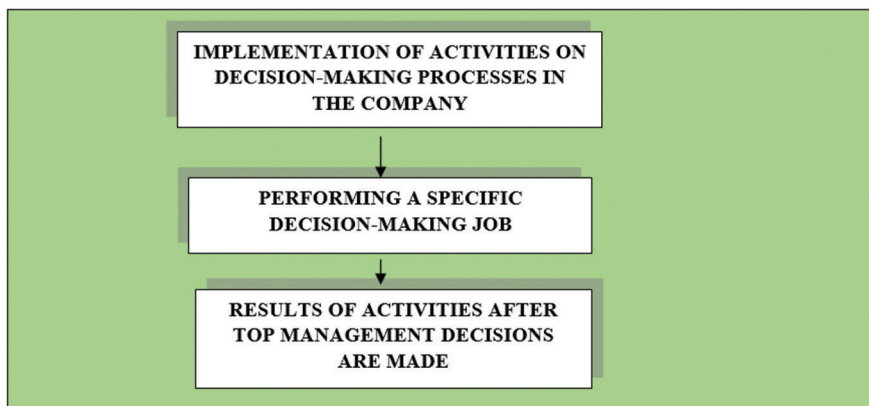 IMPLEMENTATION OF ACTIVITIES ON
DECISION-MAKING PROCESSES IN
THE COMPANY
PERFORMING A SPECIFIC
DECISION-MAKING JOB
RESULTS OF ACTIVITIES AFTER
TOP MANAGEMENT DECISIONS
ARE MADE